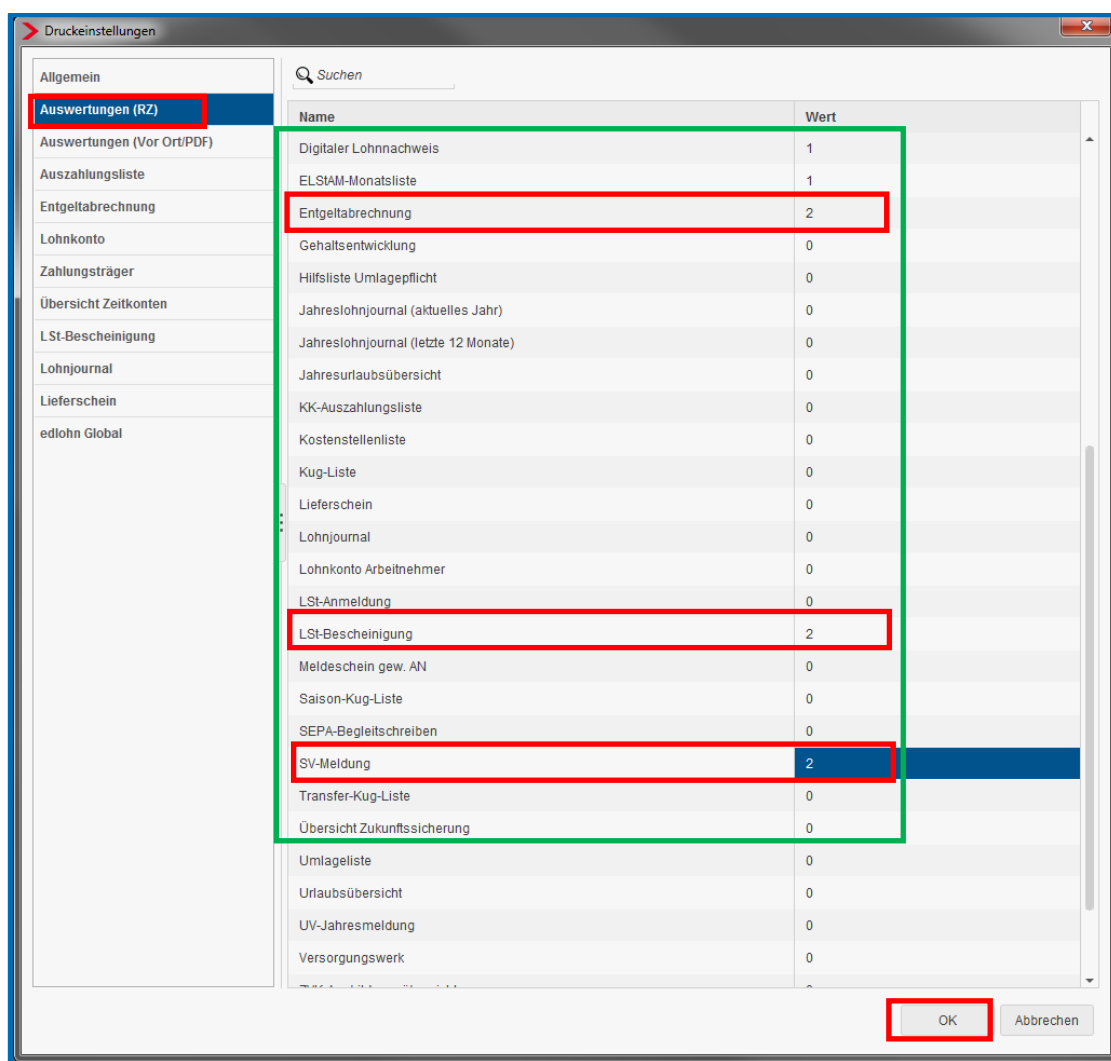 Druckeinstellungen
Allgemein
Auswertungen (RZ)
Auswertungen (Vor Ort/PDF)
Auszahlungsliste
Entgeltabrechnung
Lohnkonto
Zahlungsträger
Übersicht Zeitkonten
LSt-Bescheinigung
Lohnjournal
Lieferschein
edlohn Global
Suchen
Name Wert
Digitaler Lohnnachweis 1
ELStAM-Monatsliste 1
Entgeltabrechnung 2
Gehaltsentwicklung 0
Hilfsliste Umlagepflicht 0
Jahreslohnjournal (aktuelles Jahr) 0
Jahreslohnjournal (letzte 12 Monate) 0
Jahresurlaubsübersicht 0
KK-Auszahlungsliste 0
Kostenstellenliste 0
Kug-Liste 0
Lieferschein 0
Lohnjournal 0
Lohnkonto Arbeitnehmer 0
LSt-Anmeldung 0
LSt-Bescheinigung 2
Meldeschein gew. AN 0
Saison-Kug-Liste 0
SEPA-Begleitschreiben 0
SV-Meldung 2
Transfer-Kug-Liste 0
Übersicht Zukunftssicherung 0
Umlageliste 0
Urlaubsübersicht 0
UV-Jahresmeldung 0
Versorgungswerk 0
OK Abbrechen